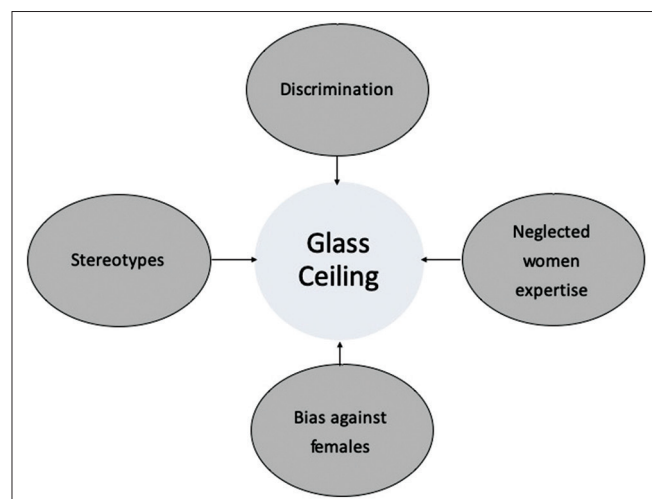 Discrimination
Stereotypes
Glass
Ceiling
Neglected
women
expertise
Bias against
females